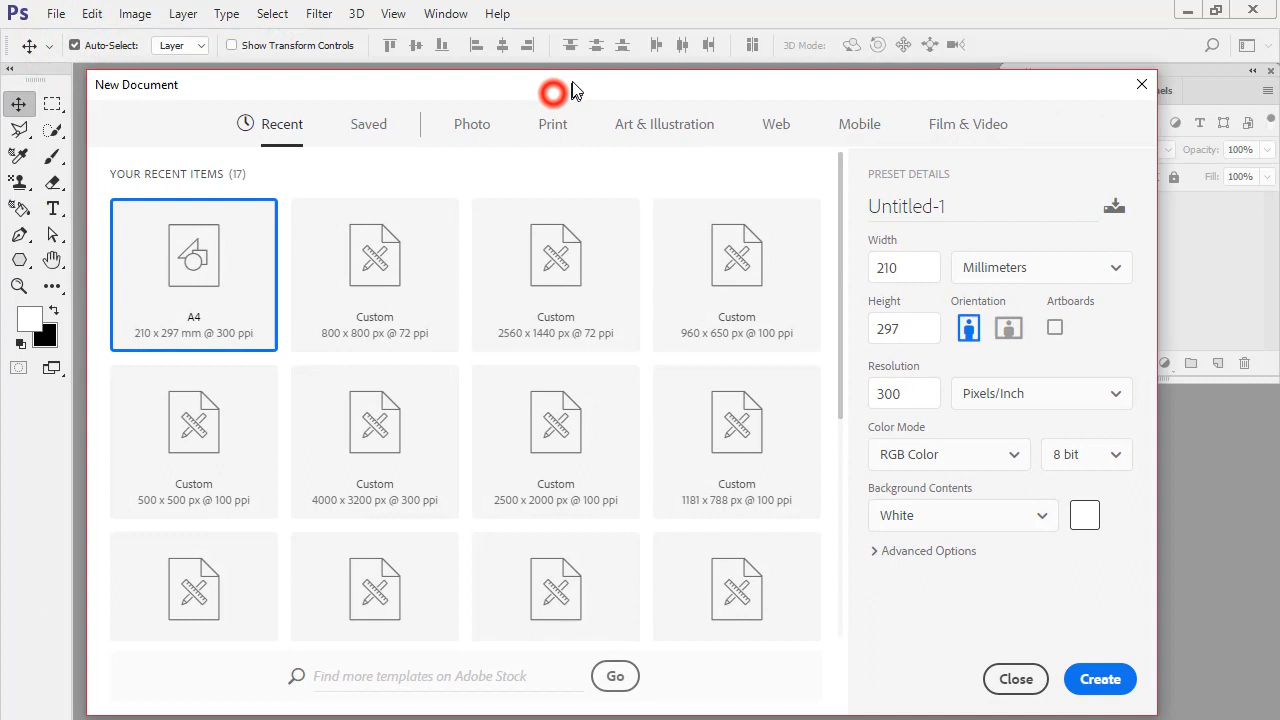 Ps File Edit Image Layer Type Select Filter 3D View Window Help
Auto-Select: Layer Show Transform Controls 3D Mode:
New Document
Recent Saved Photo Print Art & Illustration Web Mobile Film & Video
YOUR RECENT ITEMS (17)
A4
210 x 297 mm @ 300 ppi
Custom
800 x 800 px @ 72 ppi
Custom
2560 x 1440 px @ 72 ppi
Custom
960 x 650 px @ 100 ppi
Custom
500 x 500 px @ 100 ppi
Custom
4000 x 3200 px @ 300 ppi
Custom
2500 x 2000 px @ 100 ppi
Custom
1181 x 788 px @ 100 ppi
Find more templates on Adobe Stock Go
PRESET DETAILS
Untitled-1
Width
210 Millimeters
Height Orientation Artboards
297
Resolution
300 Pixels/Inch
Color Mode
RGB Color 8 bit
Background Contents
White
Advanced Options
Close Create
Opacity: 100%
Fill: 100%